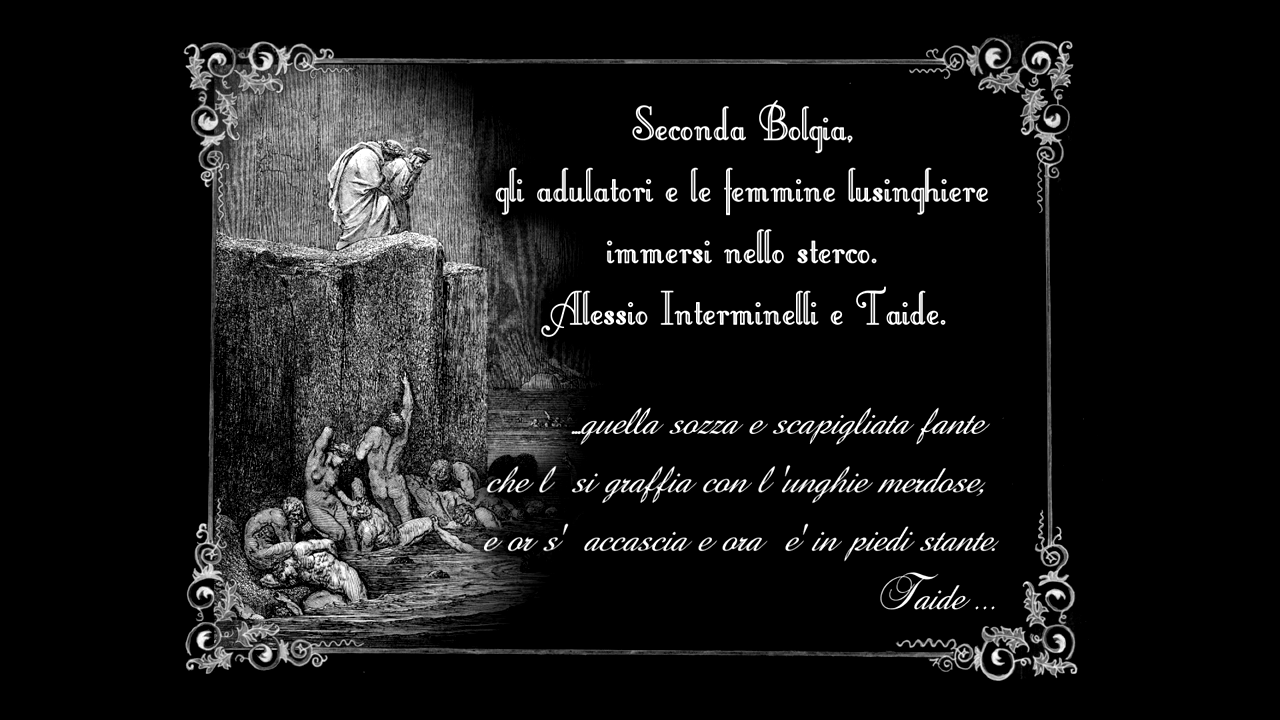 Seconda Bolgia,
gli adulatori e le femmine lusinghiere
immersi nello sterco.
Alessio Interminelli e Taide.
...quella sozza e scapigliata fante
che l si graffia con l'unghie merdose,
e or s' accascia e ora e' in piedi stante.
Taide ...